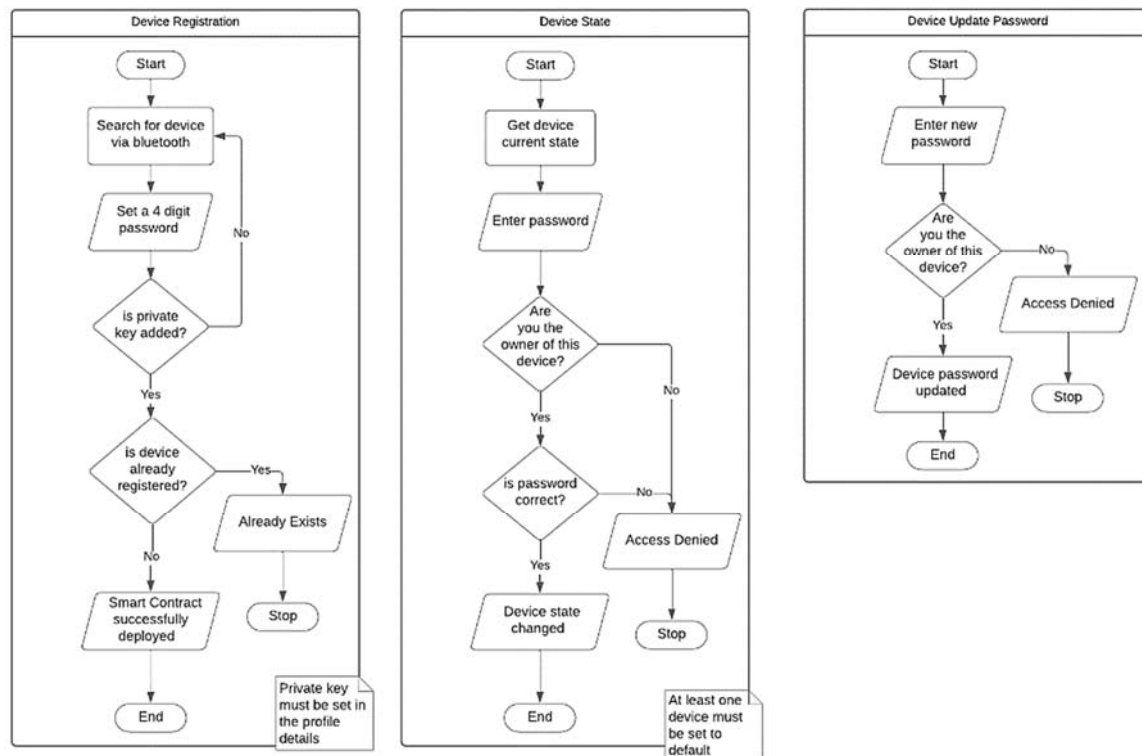 Device Registration
Start
Search for device
via bluetooth
Set a 4 digit
password
No
is private
key added?
Yes
is device
already
registered?
Yes
Already Exists
No
Stop
Smart Contract
successfully
deployed
End
Private key
must be set in
the profile
details
Device State
Start
Get device
current state
Enter password
Are
you the
owner of this
device?
No
Yes
is password
correct?
No
Access Denied
Yes
Device state
changed
Stop
End
At least one
device must
be set to
default
Device Update Password
Start
Enter new
password
Are
you the
owner of this
device?
No
Access Denied
Yes
Device password
updated
Stop
End